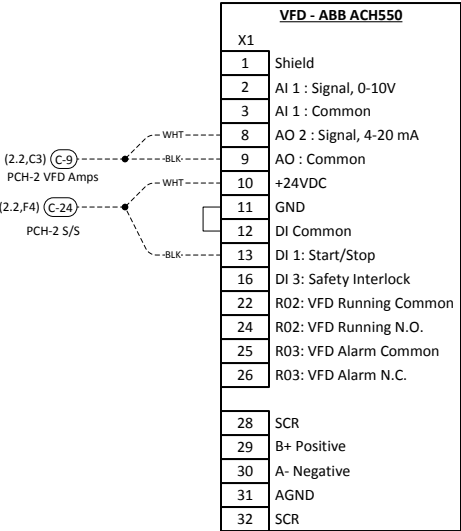 VFD - ABB ACH550
X1
1 Shield
2 AI 1 : Signal, 0-10V
3 AI 1 : Common
WHT 8 AO 2 : Signal, 4-20 mA
(2.2,C3) C-9 BLK 9 AO : Common
PCH-2 VFD Amps
WHT 10 +24VDC
(2.2,F4) C-24 11 GND
PCH-2 S/S 12 DI Common
BLK 13 DI 1: Start/Stop
16 DI 3: Safety Interlock
22 R02: VFD Running Common
24 R02: VFD Running N.O.
25 R03: VFD Alarm Common
26 R03: VFD Alarm N.C.
28 SCR
29 B+ Positive
30 A- Negative
31 AGND
32 SCR